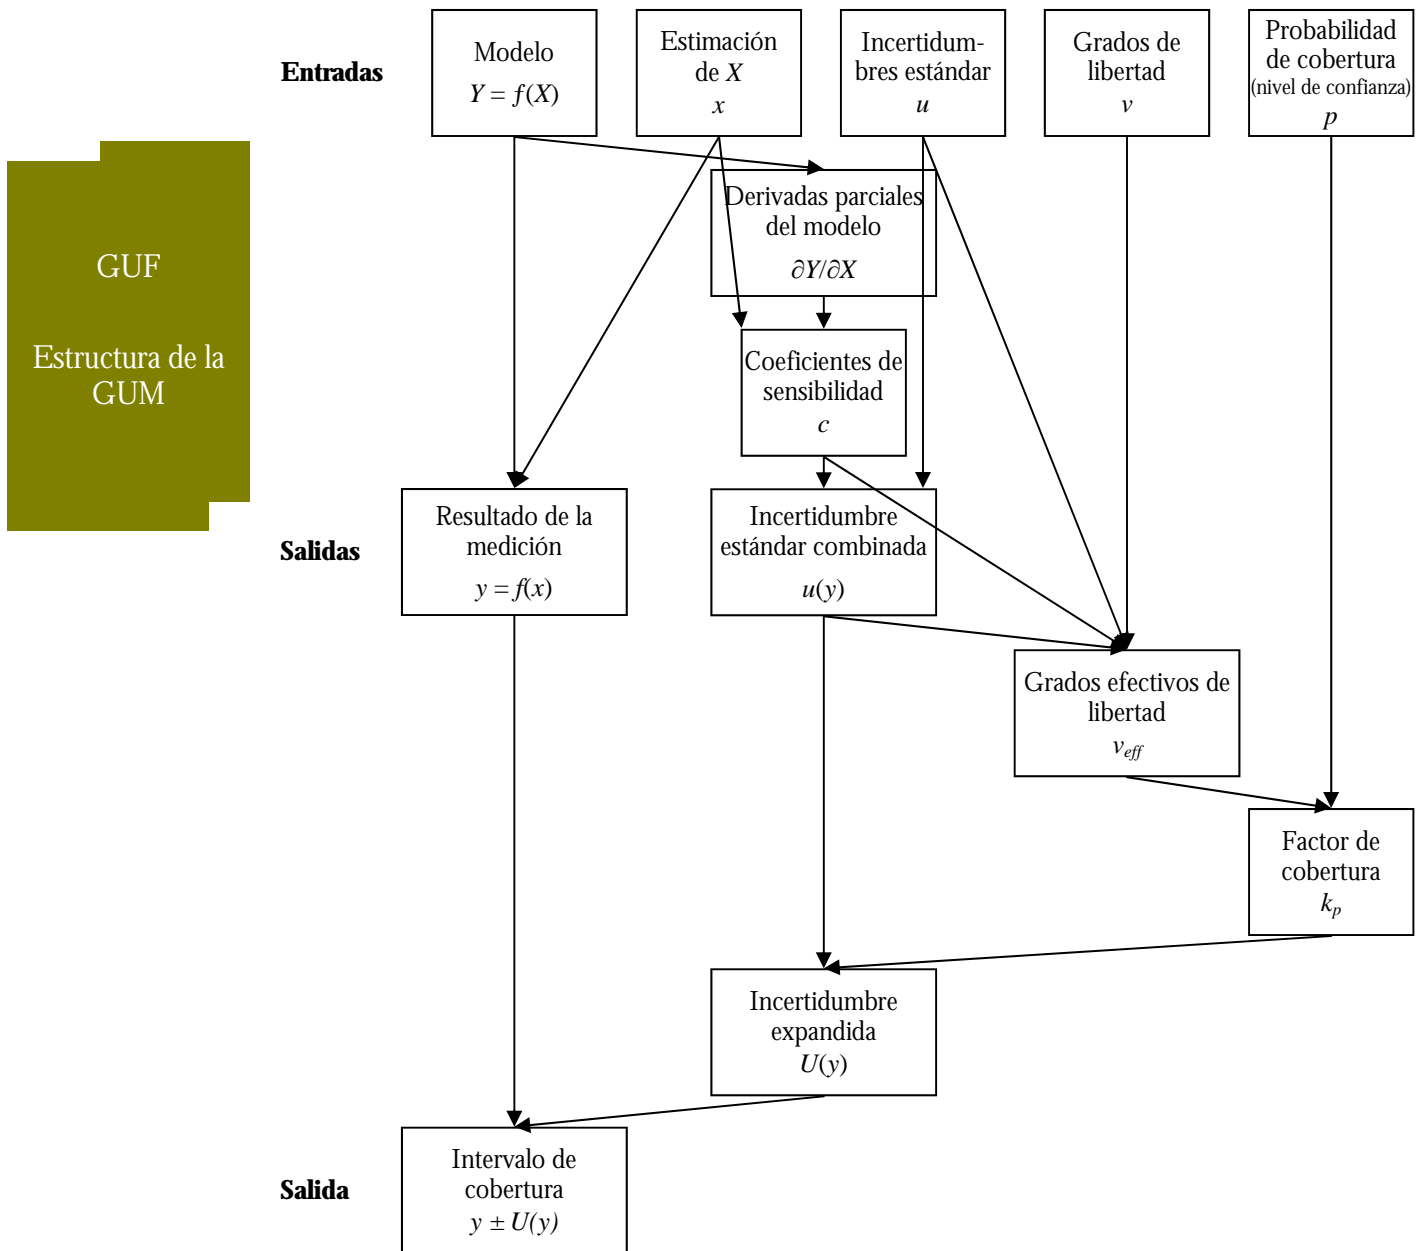 Entradas
Modelo
Y = f(X)
Estimación
de X
x
Incertidum-
bres estándar
u
Grados de
libertad
ν
Probabilidad
de cobertura
(nivel de confianza)
p
GUF
Estructura de la
GUM
Derivadas parciales
del modelo
∂Y/∂X
Coeficientes de
sensibilidad
c
Salidas
Resultado de la
medición
y = f(x)
Incertidumbre
estándar combinada
u(y)
Grados efectivos de
libertad
νeff
Factor de
cobertura
kp
Incertidumbre
expandida
U(y)
Salida
Intervalo de
cobertura
y ± U(y)